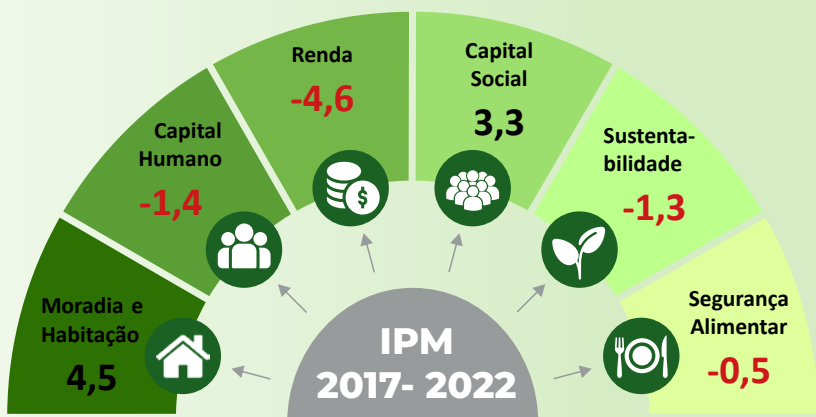 Moradia e
Habitação
4,5
Capital
Humano
-1,4
Renda
-4,6
Capital
Social
3,3
Sustenta-
bilidade
-1,3
Segurança
Alimentar
-0,5
$
IPM
2017- 2022